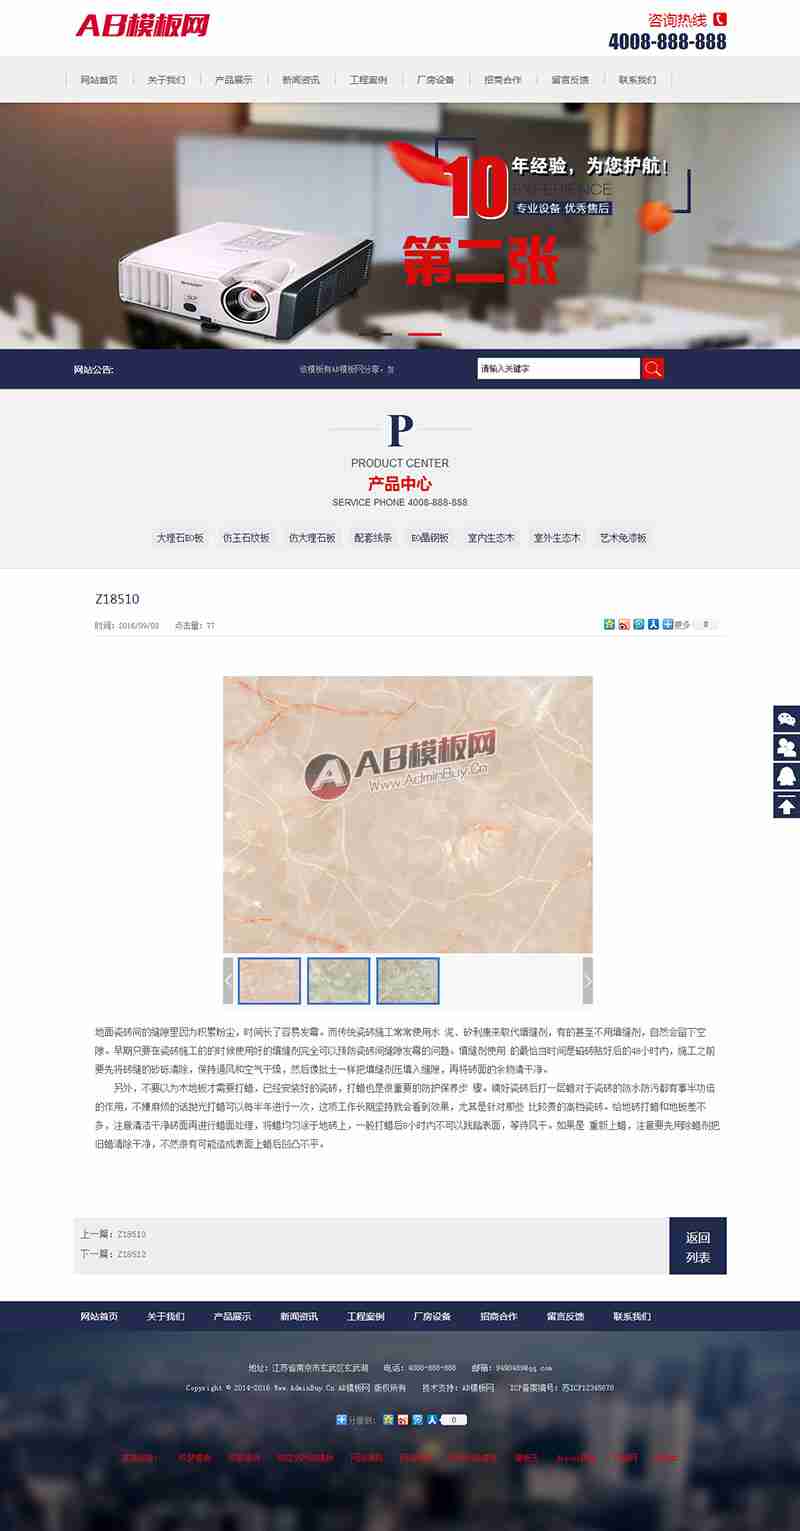 AB模板网
咨询热线
4008-888-888
网站首页 关于我们 产品展示 新闻资讯 工程案例 厂房设备 招商合作 留言反馈 联系我们
10年经验，为您护航！
EXPERIENCE
专业设备 优秀售后
第二张
网站公告: 该模板有AB模板网分享，加 请输入关键字
P
PRODUCT CENTER
产品中心
SERVICE PHONE 4008-888-888
大理石EO板 仿玉石纹板 仿大理石板 配套线条 EO晶钢板 室内生态木 室外生态木 艺术免漆板
Z18510
时间：2016/09/03 点击量：77 更多 0
AB模板网
Www.AdminBuy.Cn
地面瓷砖间的缝隙里因为积累粉尘，时间长了容易发霉。而传统瓷砖施工常常使用水 泥、矽利康来取代填缝剂，有的甚至不用填缝剂，自然会留下空
隙。早期只要在瓷砖施工的的时候使用好的填缝剂完全可以预防瓷砖间缝隙发霉的问题。填缝剂使用 的最恰当时间是铺砖贴好后的48小时内，施工之前
要先将砖缝的砂砾清除，保持通风和空气干燥，然后像批土一样把填缝剂压填入缝隙，再将砖面的余物清干净。
另外，不要以为木地板才需要打蜡，已经安装好的瓷砖，打蜡也是很重要的防护保养步 骤。铺好瓷砖后打一层蜡对于瓷砖的防水防污都有事半功倍
的作用，不嫌麻烦的话抛光打蜡可以每半年进行一次，这项工作长期坚持就会看到效果，尤其是针对那些 比较贵的高档瓷砖。给地砖打蜡和地板差不
多，注意清洁干净砖面再进行蜡面处理，将蜡均匀涂于地砖上，一般打蜡后8小时内不可以践踏表面，等待风干。如果是 重新上蜡，注意要先用除蜡剂把
旧蜡清除干净，不然很有可能造成表面上蜡后凹凸不平。
上一篇：Z18510
下一篇：Z18512
返回
列表
网站首页 关于我们 产品展示 新闻资讯 工程案例 厂房设备 招商合作 留言反馈 联系我们
地址：江苏省南京市玄武区玄武湖 电话：4008-888-888 邮箱：9490489@qq.com
Copyright © 2014-2016 Www.AdminBuy.Cn AB模板网 版权所有 技术支持：AB模板网 ICP备案编号：苏ICP12345678
分享到： 0